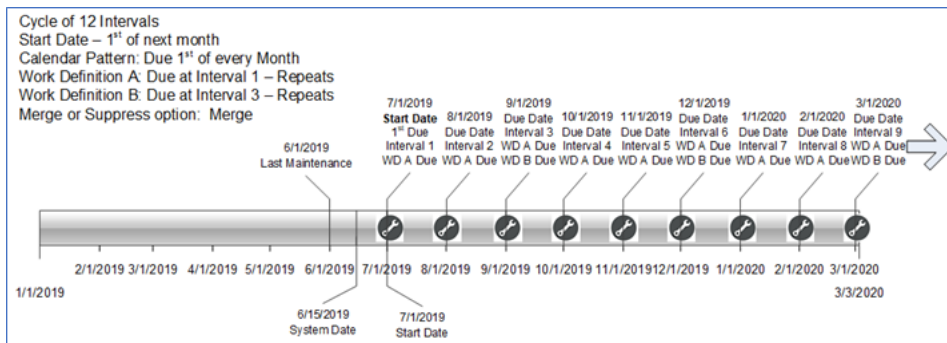 Cycle of 12 Intervals
Start Date – 1st of next month
Calendar Pattern: Due 1st of every Month
Work Definition A: Due at Interval 1 – Repeats
Work Definition B: Due at Interval 3 – Repeats
Merge or Suppress option: Merge
6/1/2019
Last Maintenance
7/1/2019
Start Date
1st Due
Interval 1
WD A Due
8/1/2019
Due Date
Interval 2
WD A Due
9/1/2019
Due Date
Interval 3
WD A Due
WD B Due
10/1/2019
Due Date
Interval 4
WD A Due
11/1/2019
Due Date
Interval 5
WD A Due
12/1/2019
Due Date
Interval 6
WD A Due
WD B Due
1/1/2020
Due Date
Interval 7
WD A Due
2/1/2020
Due Date
Interval 8
WD A Due
3/1/2020
Due Date
Interval 9
WD A Due
WD B Due
2/1/2019 3/1/2019 4/1/2019 5/1/2019 6/1/2019 7/1/2019 8/1/2019 9/1/2019 10/1/2019 11/1/2019 12/1/2019 1/1/2020 2/1/2020 3/1/2020
1/1/2019 3/3/2020
6/15/2019
System Date
7/1/2019
Start Date